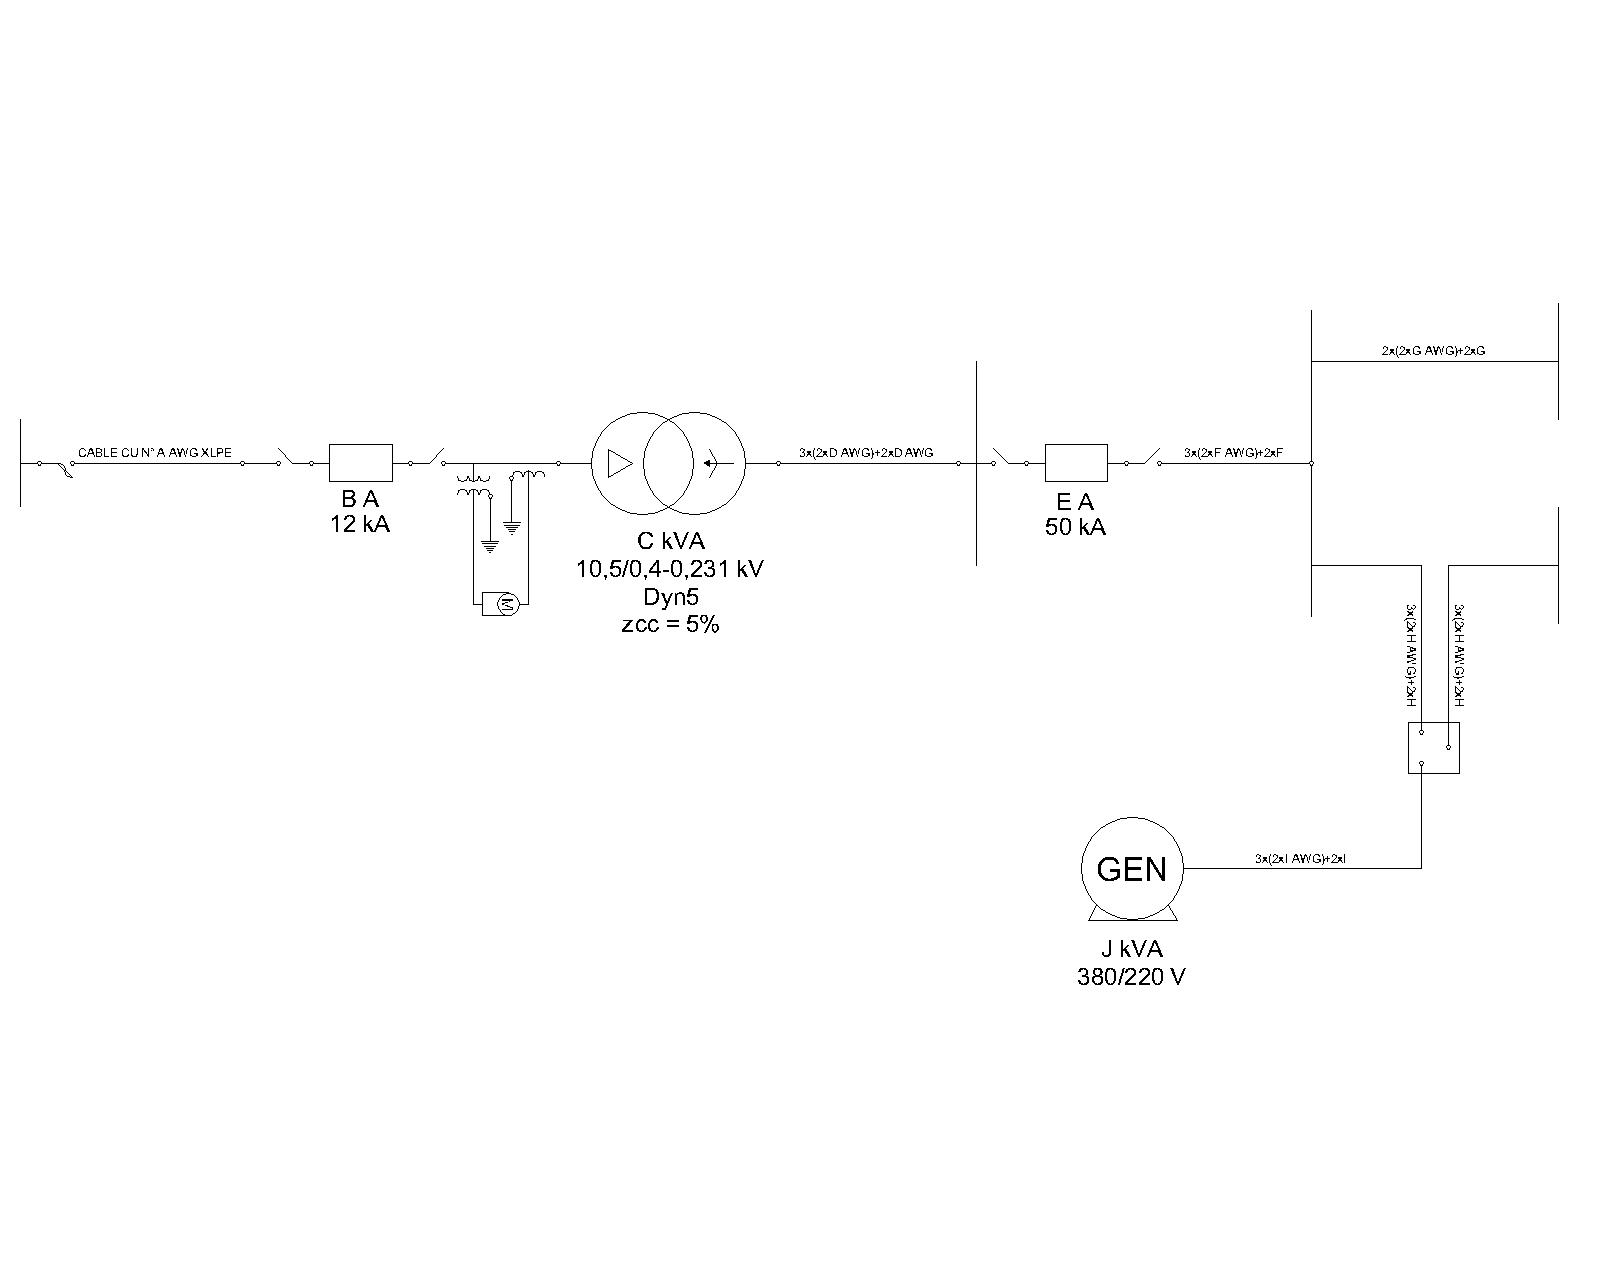 2x(2xG AWG)+2xG
CABLE CU N° A AWG XLPE
3x(2xD AWG)+2xD AWG
3x(2xF AWG)+2xF
B A
12 kA
E A
50 kA
C kVA
10,5/0,4-0,231 kV
Dyn5
zcc = 5%
M
3x(2xH AWG)+2xH
3x(2xH AWG)+2xH
GEN
3x(2xI AWG)+2xI
J kVA
380/220 V